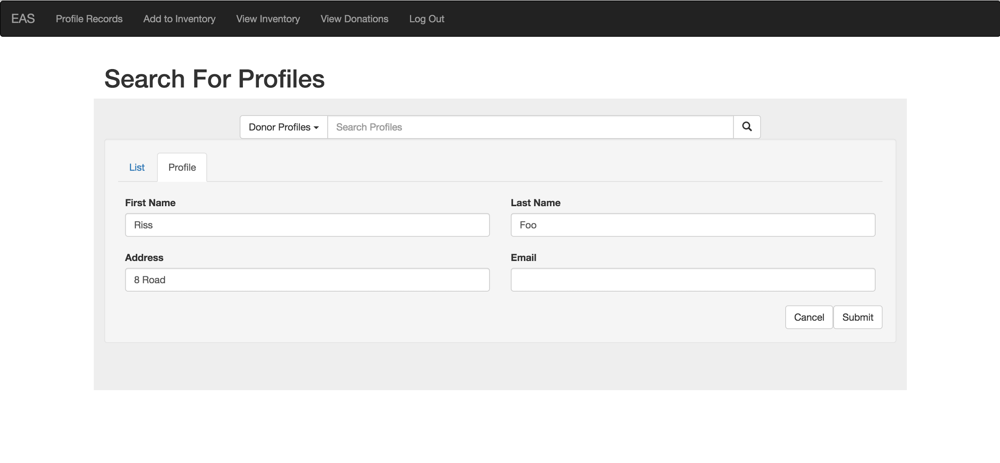 EAS Profile Records Add to Inventory View Inventory View Donations Log Out
Search For Profiles
Donor Profiles Search Profiles
List Profile
First Name Last Name
Riss Foo
Address Email
8 Road
Cancel Submit